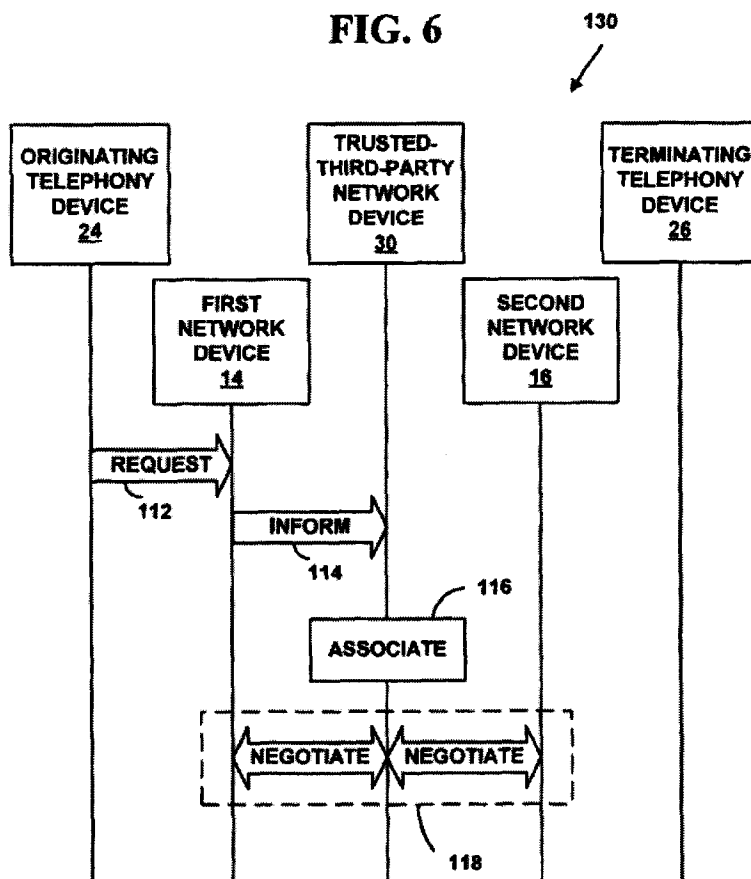 FIG. 6
130
ORIGINATING
TELEPHONY
DEVICE
24
TRUSTED-
THIRD-PARTY
NETWORK
DEVICE
30
TERMINATING
TELEPHONY
DEVICE
26
FIRST
NETWORK
DEVICE
14
SECOND
NETWORK
DEVICE
16
REQUEST
112
INFORM
114
116
ASSOCIATE
NEGOTIATE
NEGOTIATE
118